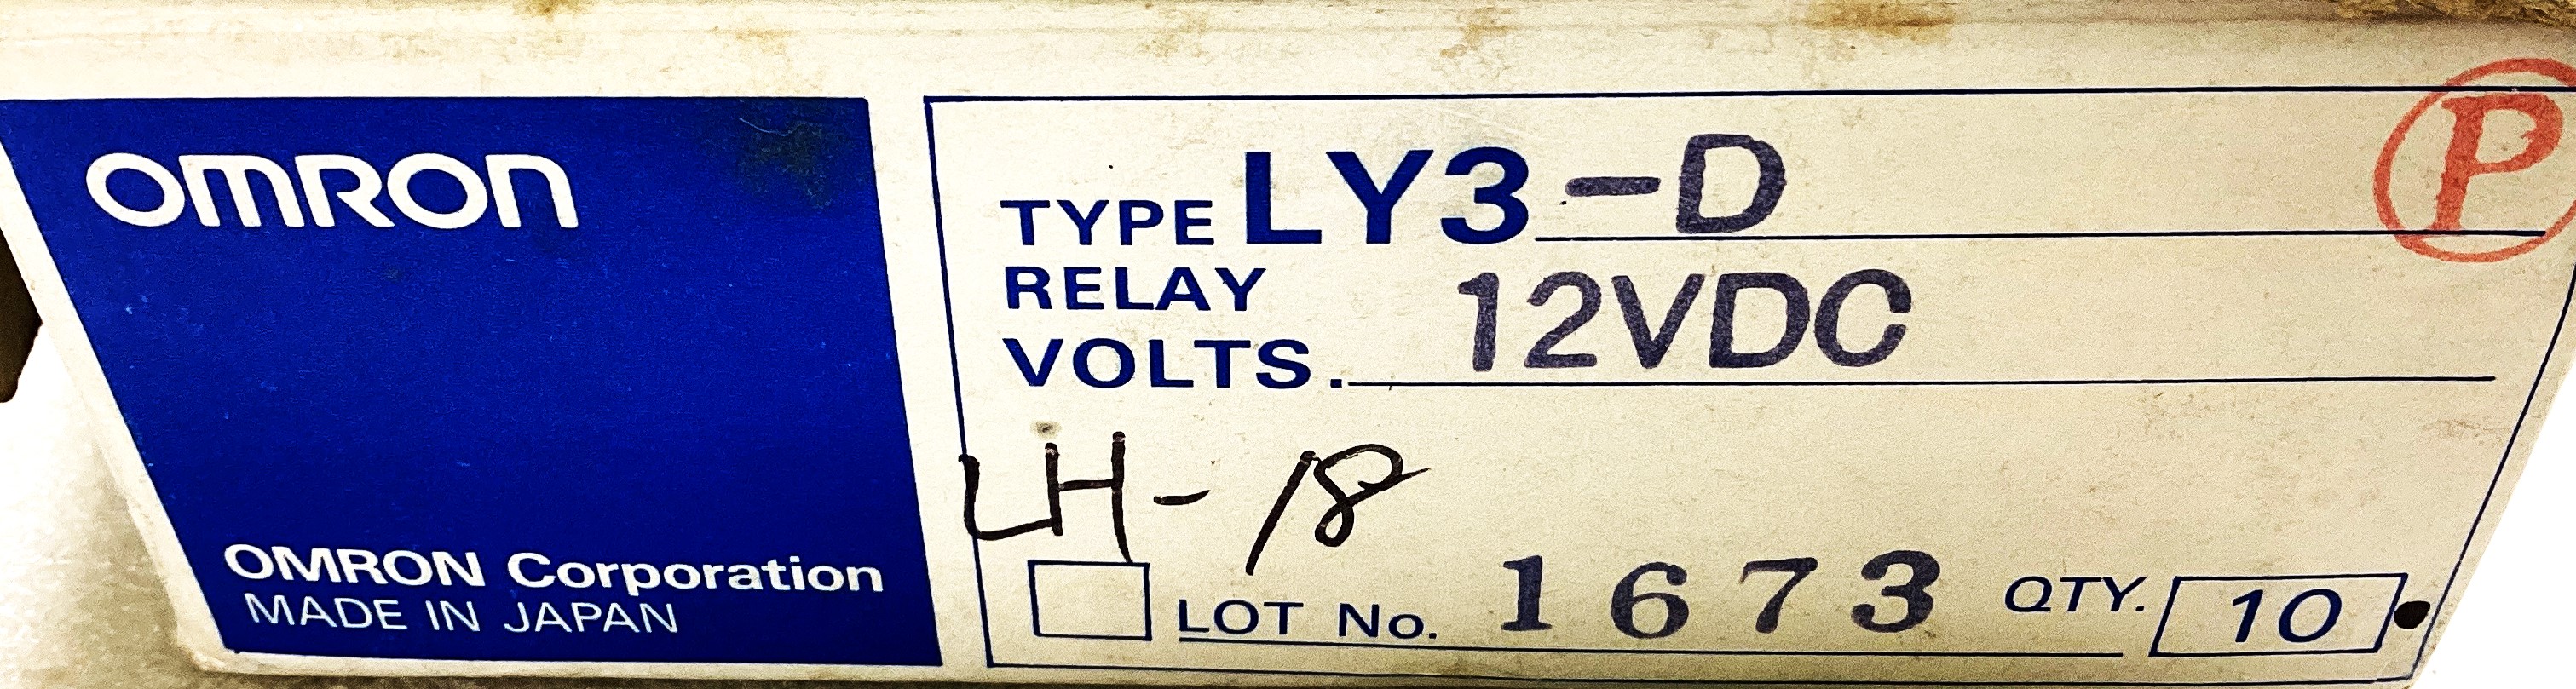 OMRON
TYPE LY3-D
RELAY
VOLTS. 12VDC
P
LH-18
LOT No. 1673 QTY. 10
OMRON Corporation
MADE IN JAPAN